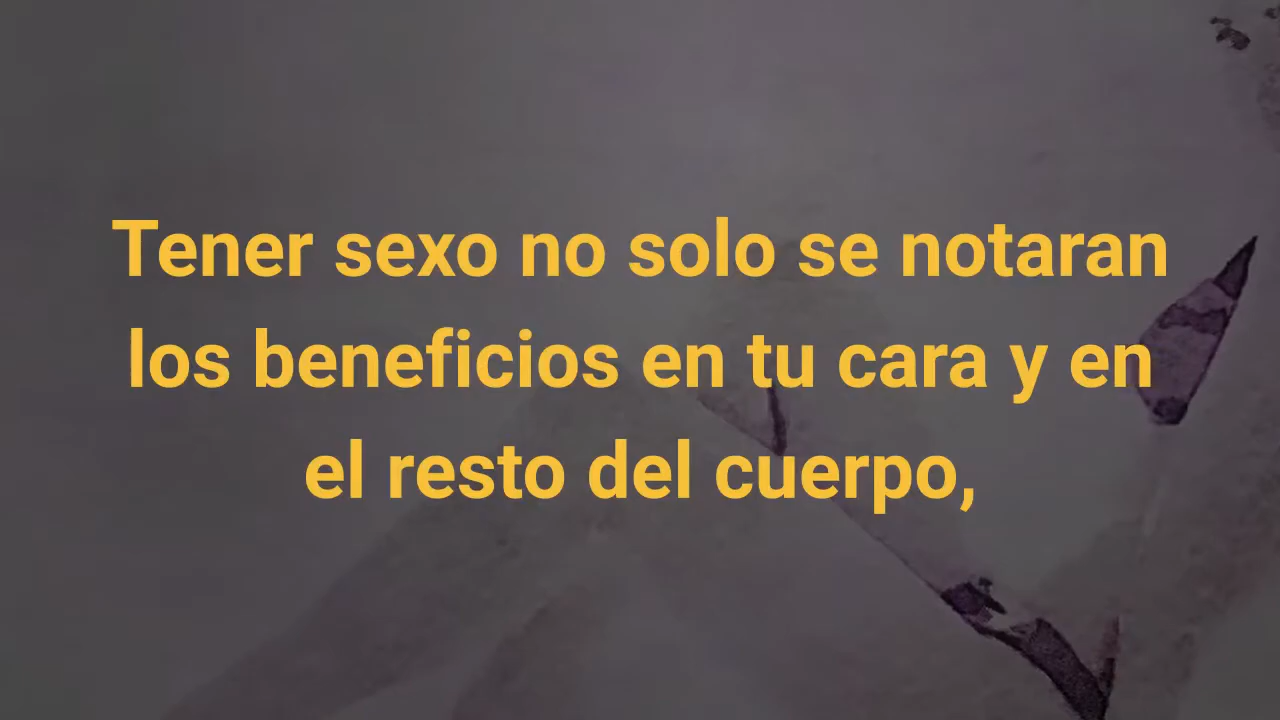 Tener sexo no solo se notaran
los beneficios en tu cara y en
el resto del cuerpo,